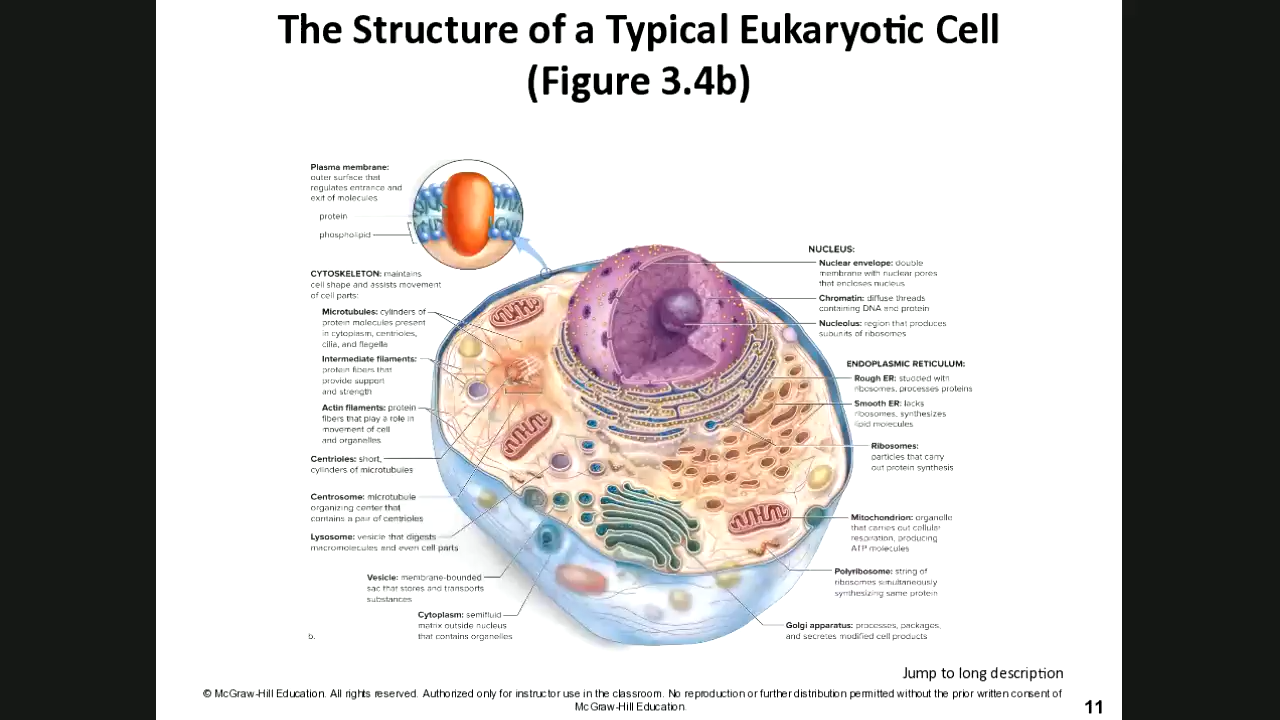 The Structure of a Typical Eukaryotic Cell
(Figure 3.4b)
Plasma membrane:
outer surface that
regulates entrance and
exit of molecules
protein
phospholipid
CYTOSKELETON: maintains
cell shape and assists movement
of cell parts:
Microtubules: cylinders of
protein molecules present
in cytoplasm, centrioles,
cilia, and flagella
Intermediate filaments:
protein fibers that
provide support
and strength
Actin filaments: protein
fibers that play a role in
movement of cell
and organelles
Centrioles: short,
cylinders of microtubules
Centrosome: microtubule
organizing center that
contains a pair of centrioles
Lysosome: vesicle that digests
macromolecules and even cell parts
Vesicle: membrane-bounded
sac that stores and transports
substances
Cytoplasm: semifluid
matrix outside nucleus
that contains organelles
b.
NUCLEUS:
Nuclear envelope: double
membrane with nuclear pores
that encloses nucleus
Chromatin: diffuse threads
containing DNA and protein
Nucleolus: region that produces
subunits of ribosomes
ENDOPLASMIC RETICULUM:
Rough ER: studded with
ribosomes, processes proteins
Smooth ER: lacks
ribosomes, synthesizes
lipid molecules
Ribosomes:
particles that carry
out protein synthesis
Mitochondrion: organelle
that carries out cellular
respiration, producing
ATP molecules
Polyribosome: string of
ribosomes simultaneously
synthesizing same protein
Golgi apparatus: processes, packages,
and secretes modified cell products
Jump to long description
© McGraw-Hill Education. All rights reserved. Authorized only for instructor use in the classroom. No reproduction or further distribution permitted without the prior written consent of
McGraw-Hill Education.
11